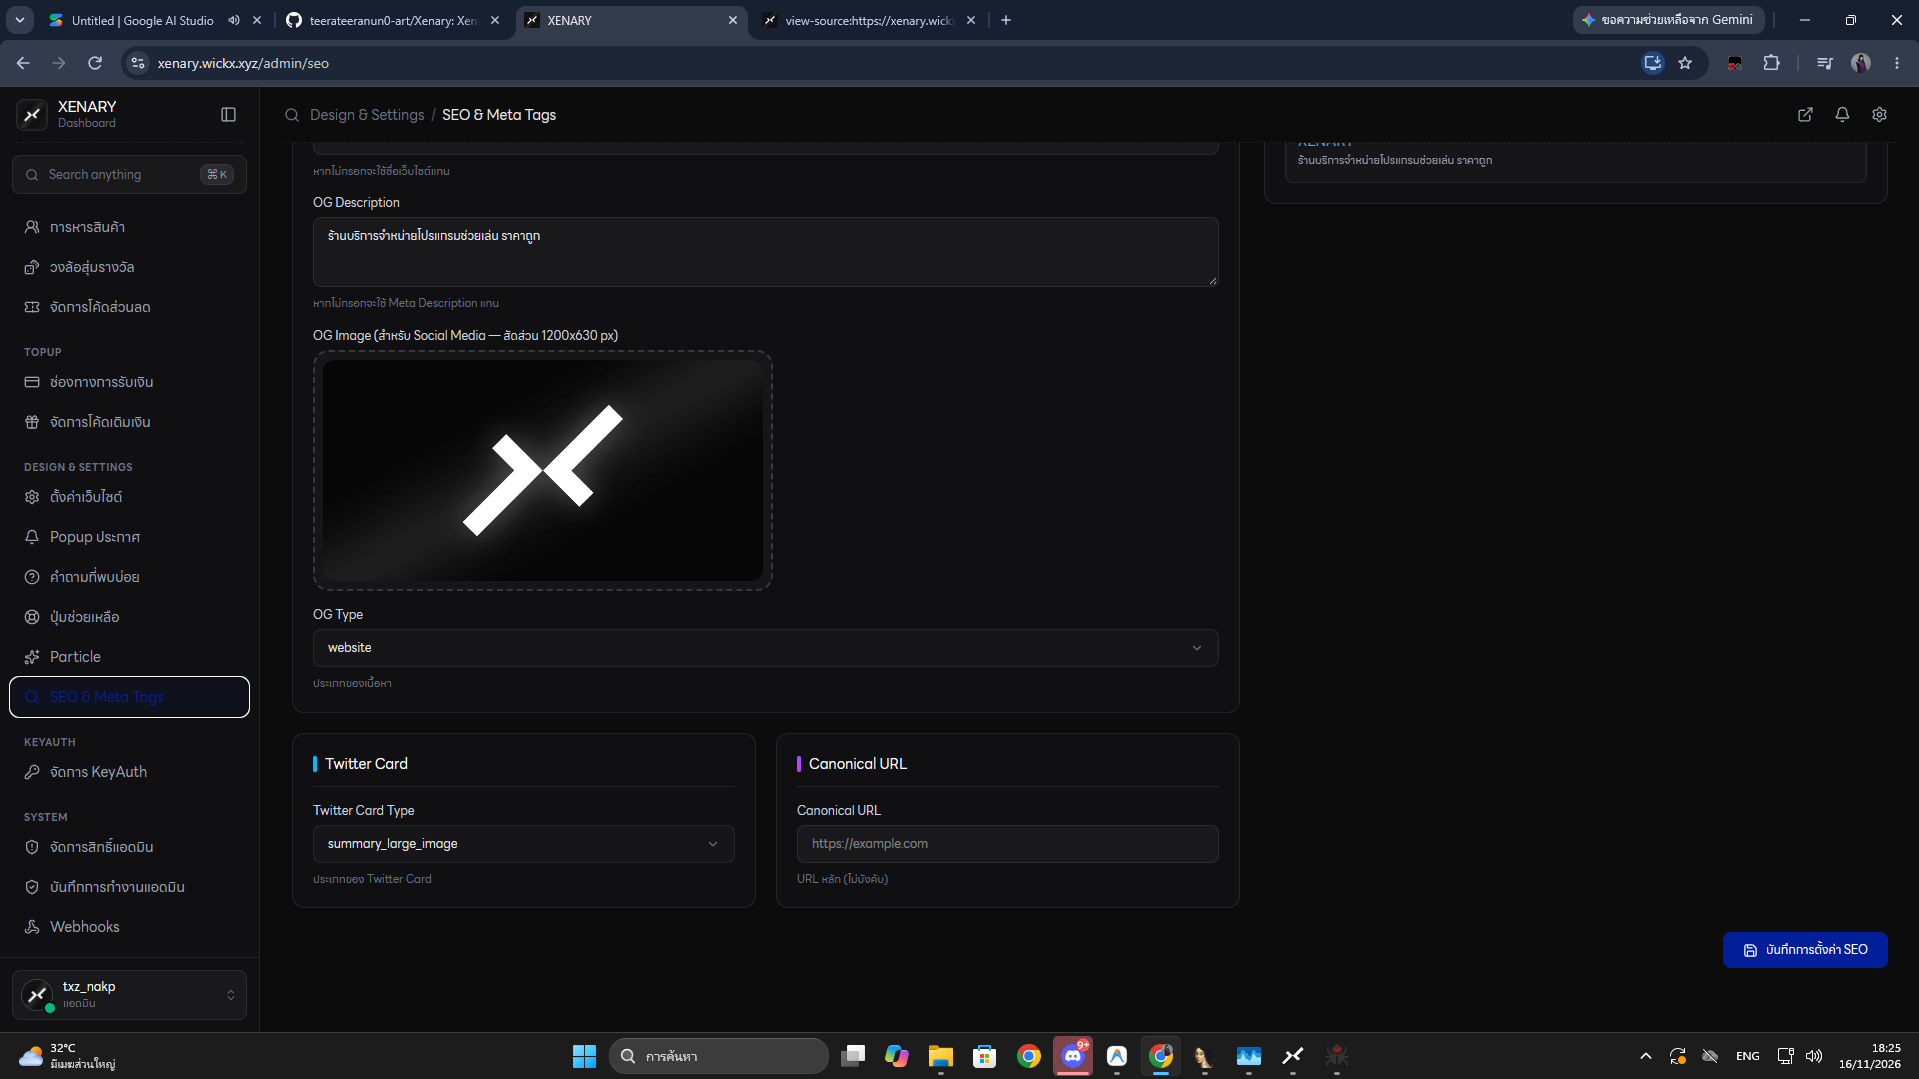 Untitled | Google AI Studio
teerateeranun0-art/Xenary: Xen
XENARY
view-source:https://xenary.wick
ขอความช่วยเหลือจาก Gemini
xenary.wickx.xyz/admin/seo
XENARY
Dashboard
Search anything
⌘ K
การหารสินค้า
วงล้อสุ่มรางวัล
จัดการโค้ดส่วนลด
TOPUP
ช่องทางการรับเงิน
จัดการโค้ดเติมเงิน
DESIGN & SETTINGS
ตั้งค่าเว็บไซต์
Popup ประกาศ
คำถามที่พบบ่อย
ปุ่มช่วยเหลือ
Particle
SEO & Meta Tags
KEYAUTH
จัดการ KeyAuth
SYSTEM
จัดการสิทธิ์แอดมิน
บันทึกการทำงานแอดมิน
Webhooks
txz_nakp
แอดมิน
Design & Settings / SEO & Meta Tags
หากไม่กรอกจะใช้ชื่อเว็บไซต์แทน
OG Description
ร้านบริการจำหน่ายโปรแกรมช่วยเล่น ราคาถูก
หากไม่กรอกจะใช้ Meta Description แทน
OG Image (สำหรับ Social Media — สัดส่วน 1200x630 px)
OG Type
website
ประเภทของเนื้อหา
Twitter Card
Twitter Card Type
summary_large_image
ประเภทของ Twitter Card
Canonical URL
Canonical URL
https://example.com
URL หลัก (ไม่บังคับ)
XENARY
ร้านบริการจำหน่ายโปรแกรมช่วยเล่น ราคาถูก
บันทึกการตั้งค่า SEO
32°C
มีเมฆส่วนใหญ่
การค้นหา
9+
ENG
18:25
16/11/2026